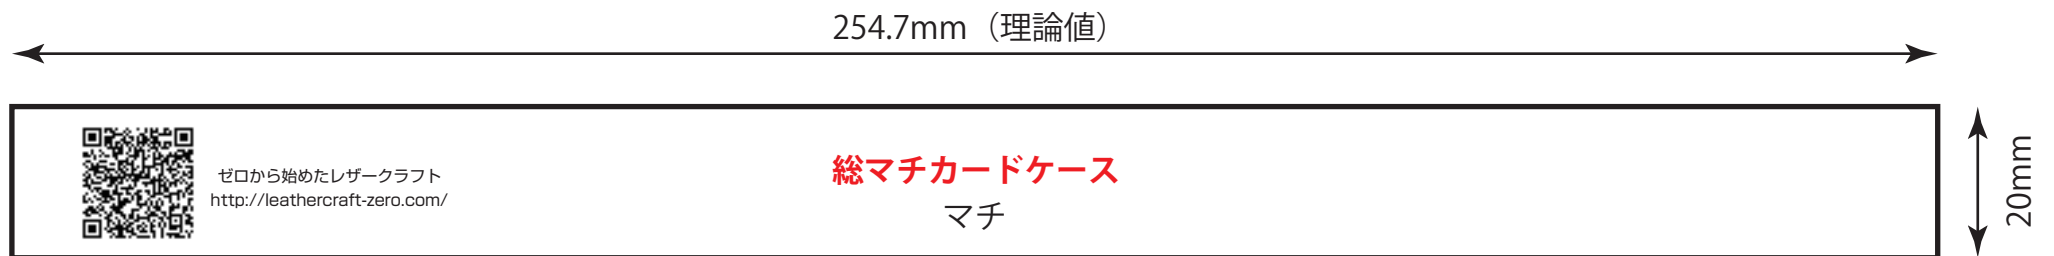 254.7mm（理論値）
ゼロから始めたレザークラフト
http://leathercraft-zero.com/
総マチカードケース
マチ
20mm